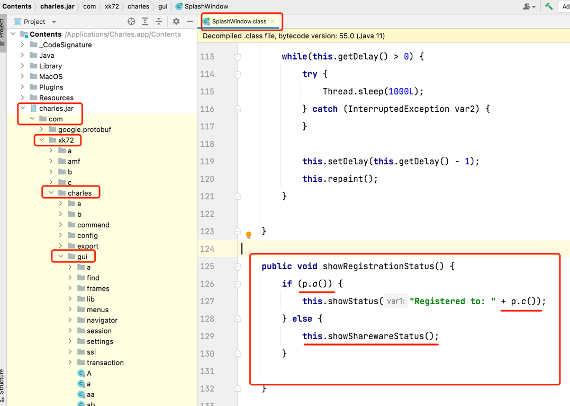 Contents › charles.jar › com › xk72 › charles › gui › SplashWindow
Project
SplashWindow.class
Decompiled .class file, bytecode version: 55.0 (Java 11)
Contents /Applications/Charles.app/Contents
_CodeSignature
Java
Library
MacOS
PlugIns
Resources
charles.jar
com
google.protobuf
xk72
a
amf
b
c
charles
a
b
command
config
export
gui
a
find
frames
lib
menus
navigator
session
settings
ssl
transaction
A
a
aa
ab
Structure
113 while(this.getDelay() > 0) {
114 try {
115 Thread.sleep(1000L);
116 } catch (InterruptedException var2) {
117 }
118
119 this.setDelay(this.getDelay() - 1);
120 this.repaint();
121 }
122
123 }
124
125 public void showRegistrationStatus() {
126 if (p.a()) {
127 this.showStatus( var1: "Registered to: " + p.c());
128 } else {
129 this.showSharewareStatus();
130 }
131
132 }